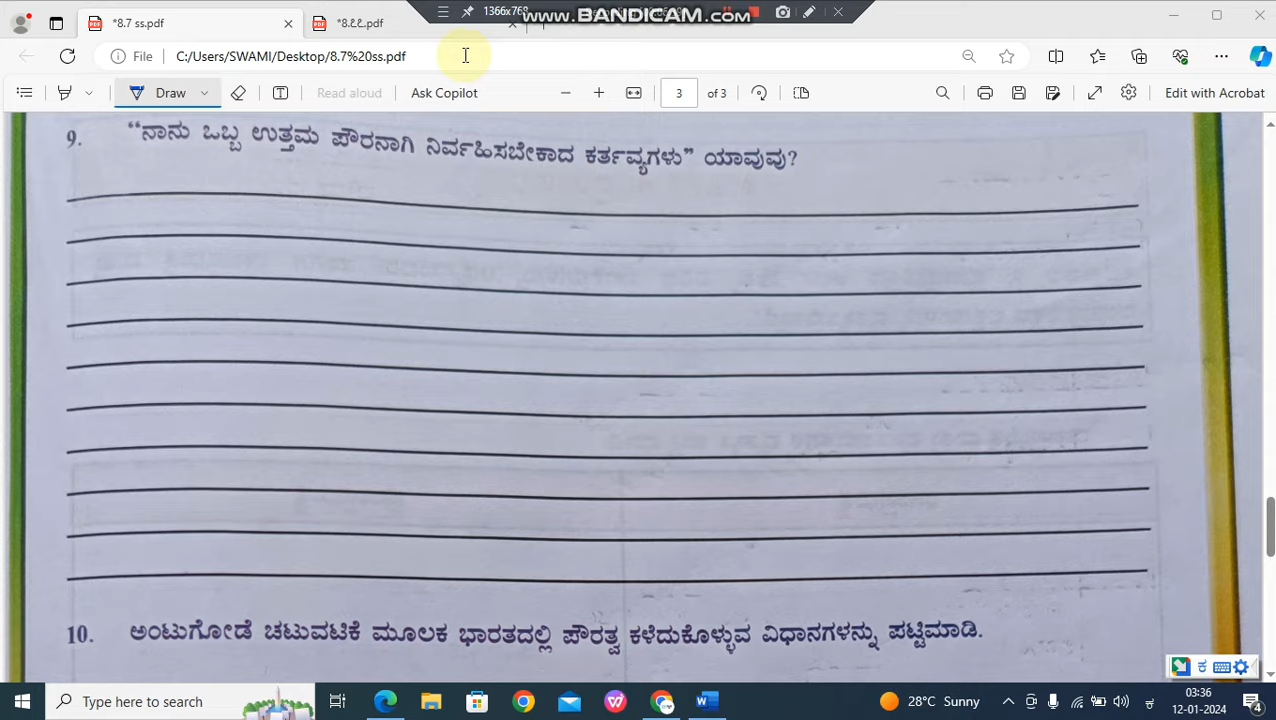 *8.7 ss.pdf
*8.೭೭.pdf
1366x768
www.BANDICAM.com
File
C:/Users/SWAMI/Desktop/8.7%20ss.pdf
Draw
Read aloud
Ask Copilot
3
of 3
Edit with Acrobat
9. “ನಾನು ಒಬ್ಬ ಉತ್ತಮ ಪೌರನಾಗಿ ನಿರ್ವಹಿಸಬೇಕಾದ ಕರ್ತವ್ಯಗಳು” ಯಾವುವು?
10. ಅಂಟುಗೋಡೆ ಚಟುವಟಿಕೆ ಮೂಲಕ ಭಾರತದಲ್ಲಿ ಪೌರತ್ವ ಕಳೆದುಕೊಳ್ಳುವ ವಿಧಾನಗಳನ್ನು ಪಟ್ಟಿಮಾಡಿ.
ಕ
Type here to search
28°C Sunny
03:36
12-01-2024
4